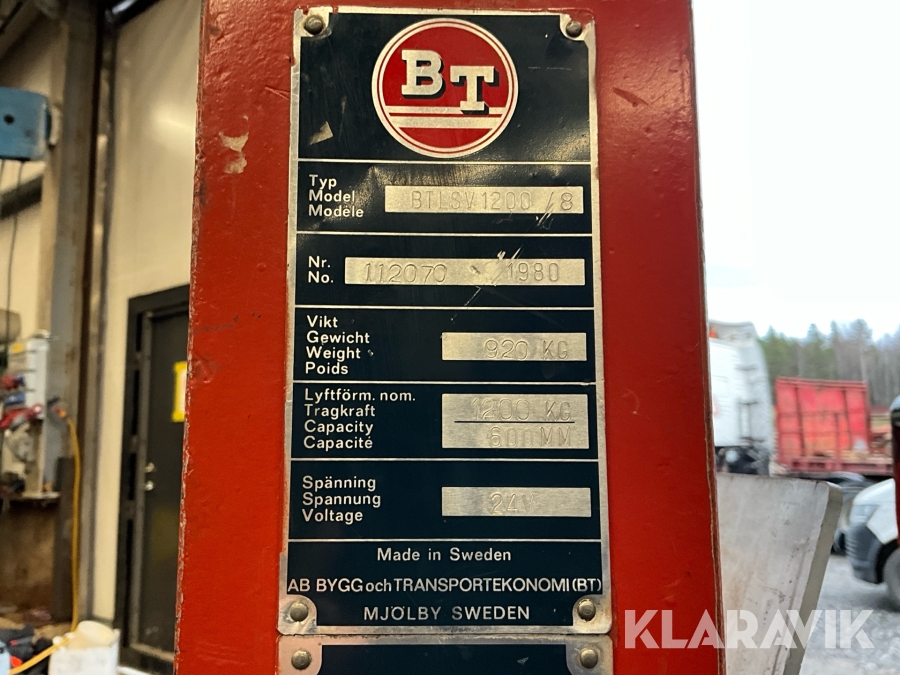 BT
Typ
Model
Modèle
BTLSV1200 /8
Nr.
No.
112070 1980
Vikt
Gewicht
Weight
Poids
920 KG
Lyftförm. nom.
Tragkraft
Capacity
Capacité
1200 KG
600 MM
Spänning
Spannung
Voltage
24V
Made in Sweden
AB BYGG och TRANSPORTEKONOMI (BT)
MJÖLBY SWEDEN
KLARAVIK